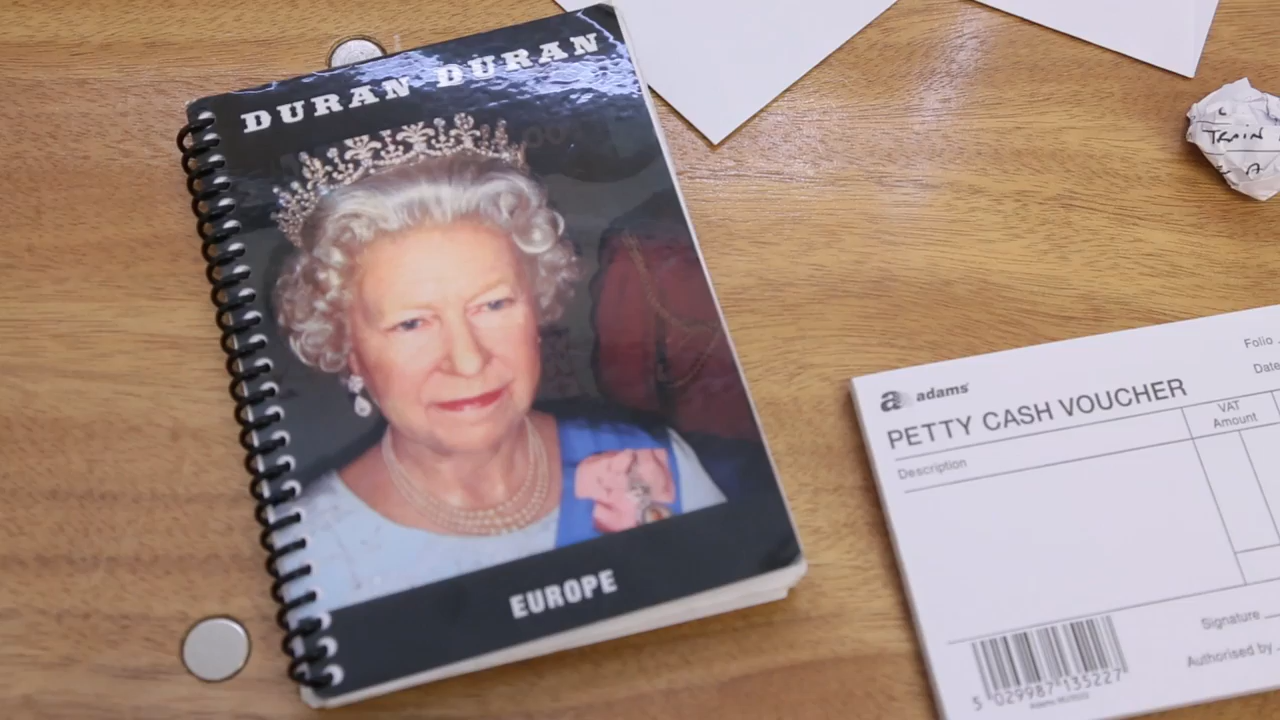 DURAN DURAN
EUROPE
TRAIN
A
adams
PETTY CASH VOUCHER
Folio
Date
VAT
Amount
Description
Signature
Authorised by
5 029987 135227